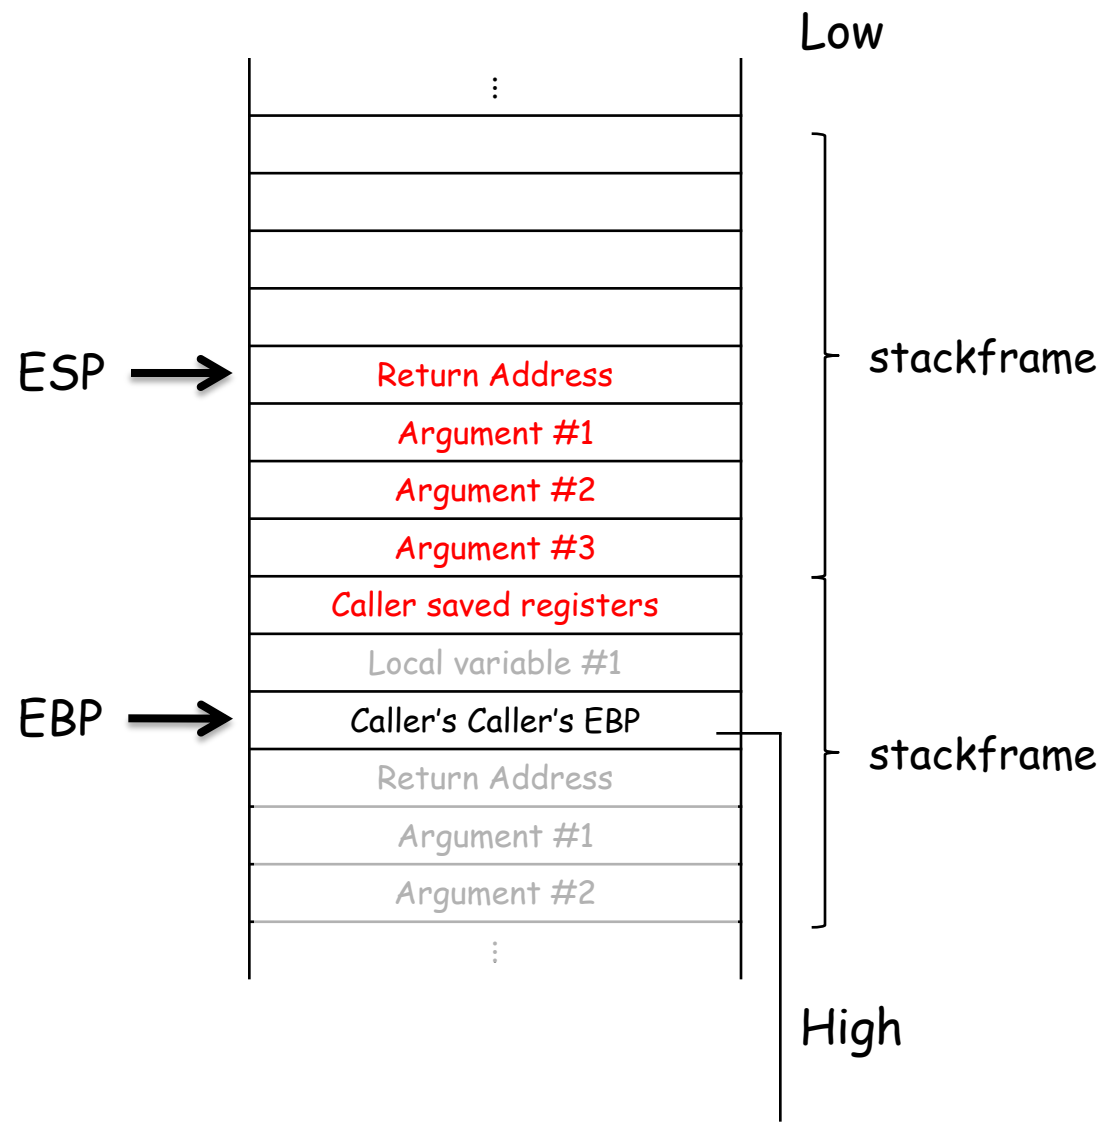 Low
⋮
ESP
Return Address
stackframe
Argument #1
Argument #2
Argument #3
Caller saved registers
Local variable #1
EBP
Caller's Caller's EBP
stackframe
Return Address
Argument #1
Argument #2
⋮
High